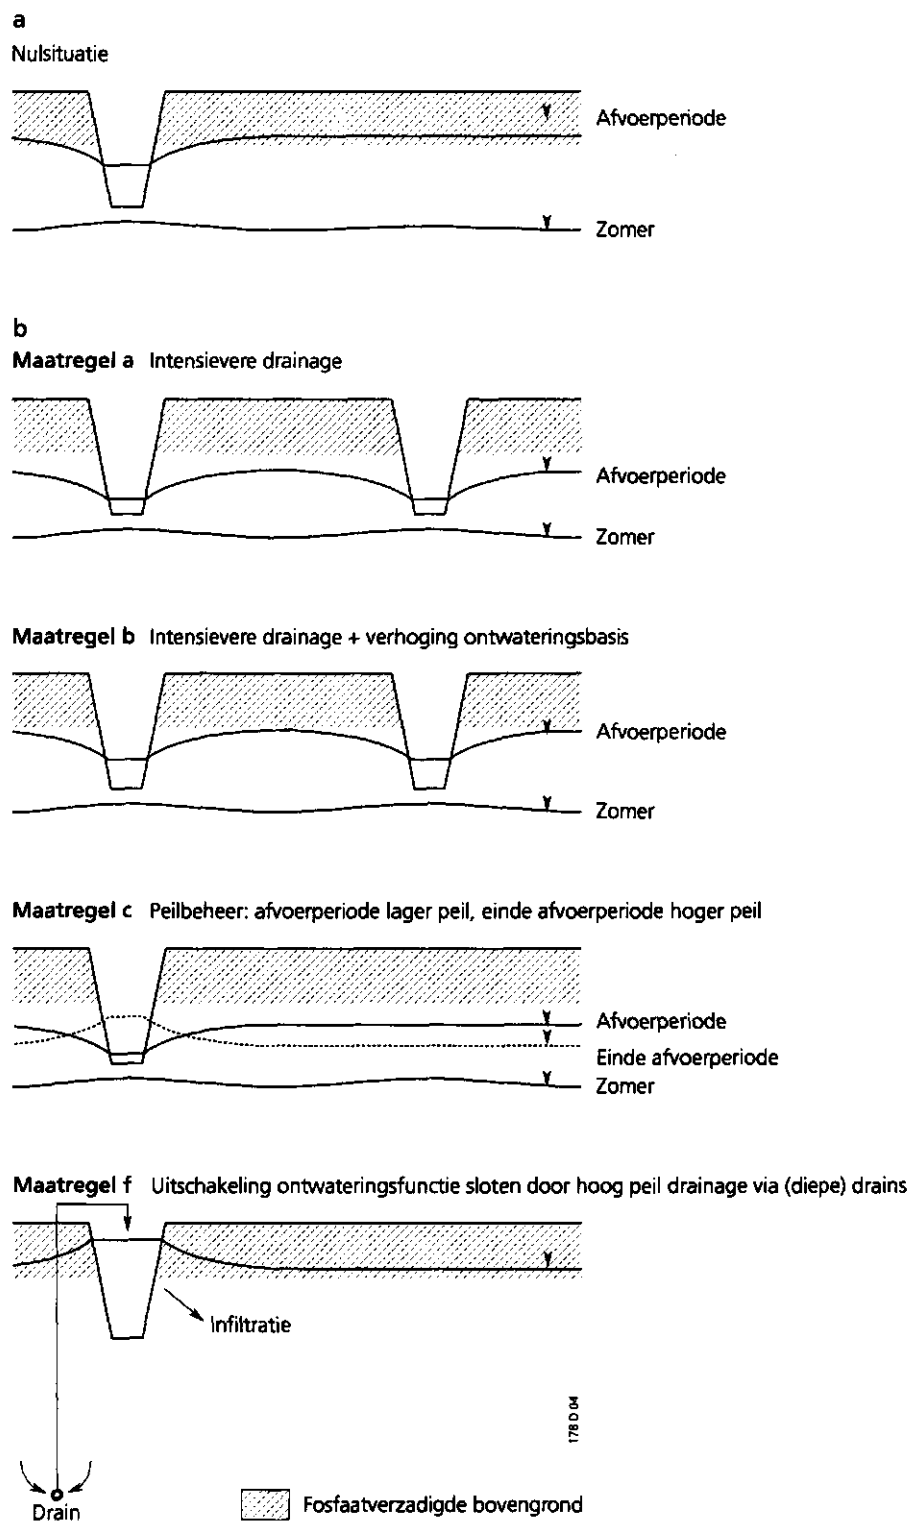 a
Nulsituatie
Afvoerperiode
Zomer
b
Maatregel a Intensievere drainage
Afvoerperiode
Zomer
Maatregel b Intensievere drainage + verhoging ontwateringsbasis
Afvoerperiode
Zomer
Maatregel c Peilbeheer: afvoerperiode lager peil, einde afvoerperiode hoger peil
Afvoerperiode
Einde afvoerperiode
Zomer
Maatregel f Uitschakeling ontwateringsfunctie sloten door hoog peil drainage via (diepe) drains
Infiltratie
178 D 04
Drain
Fosfaatverzadigde bovengrond